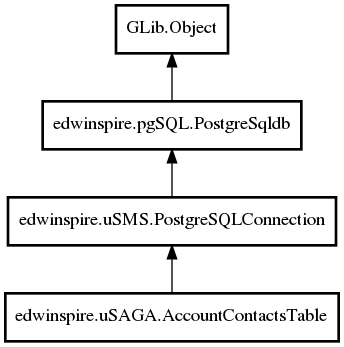 GLib.Object
edwinspire.pgSQL.PostgreSqldb
edwinspire.uSMS.PostgreSQLConnection
edwinspire.uSAGA.AccountContactsTable